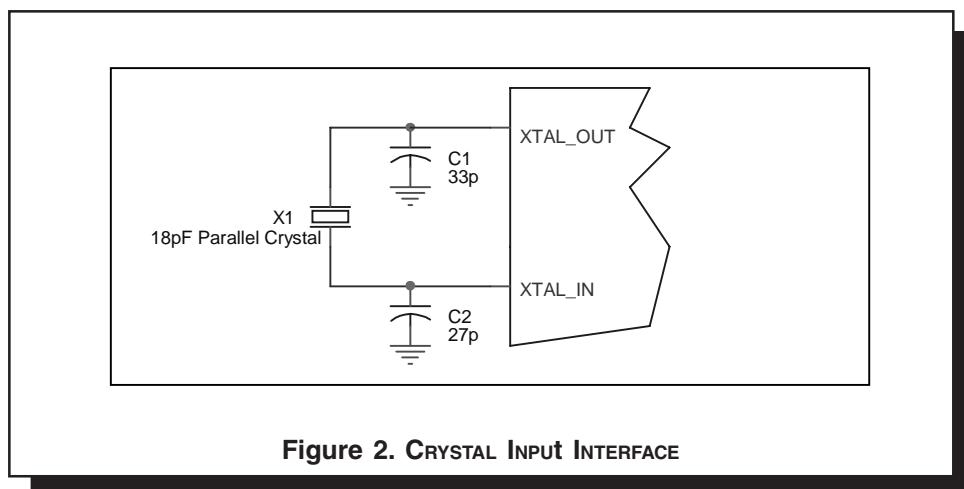 XTAL_OUT
C1
33p
X1
18pF Parallel Crystal
XTAL_IN
C2
27p
Figure 2. CRYSTAL INPUt INTERFACE